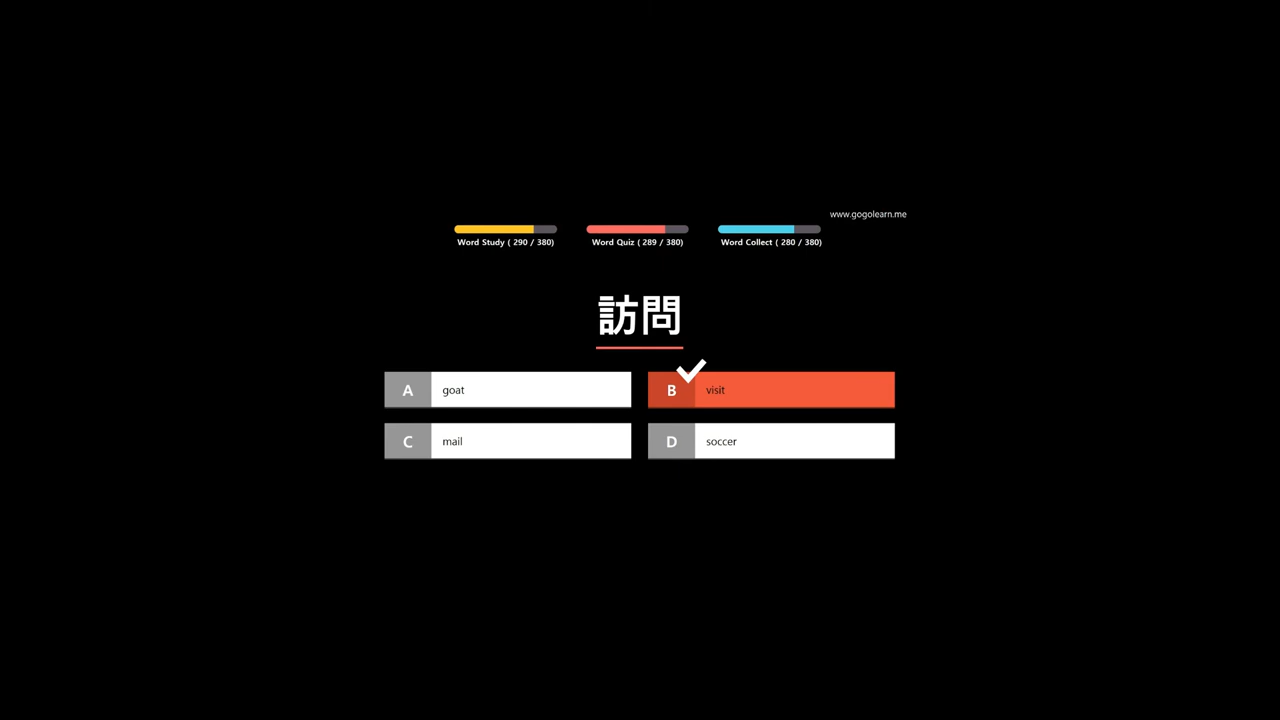 www.gogolearn.me
Word Study ( 290 / 380)
Word Quiz ( 289 / 380)
Word Collect ( 280 / 380)
訪問
A goat
B visit
C mail
D soccer